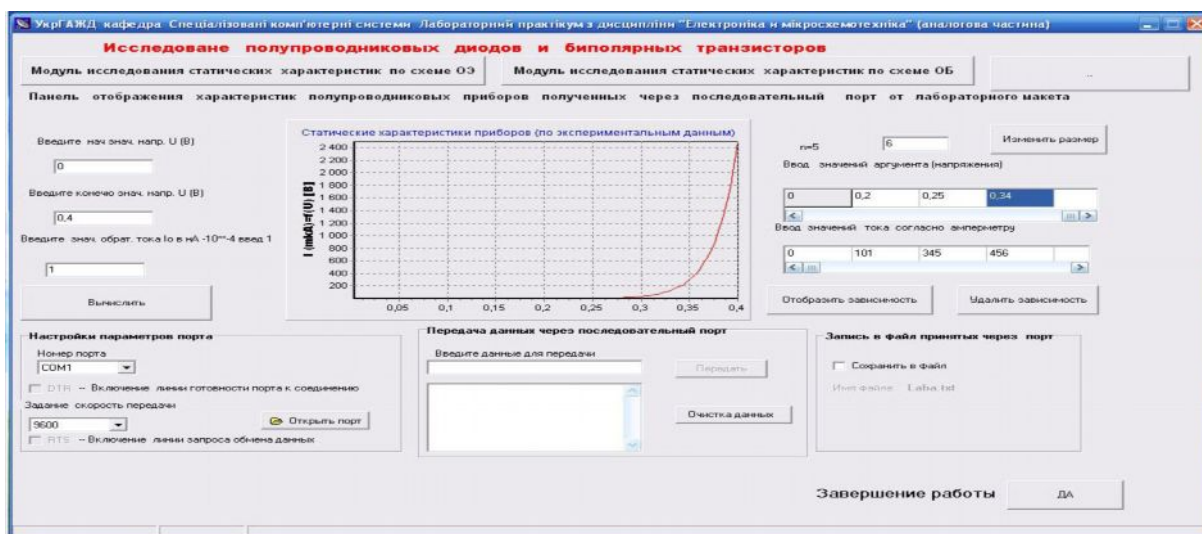 УкрГАЖД кафедра Спеціалізовані комп'ютерні системи Лабораторний практікум з дисципліни "Електроніка и мікросхемотехніка" (аналогова частина)
Исследоване полупроводниковых диодов и биполярных транзисторов
Модуль исследования статических характеристик по схеме ОЭ
Модуль исследования статических характеристик по схеме ОБ
..
Панель отображения характеристик полупроводниковых приборов полученных через последовательный порт от лабораторного макета
Введите нач знач. напр. U (В)
0
Введите конечо знач. напр. U (В)
0,4
Введите знач. обрат. тока Io в мА -10**-4 введ 1
1
Вычислить
Статические характеристики приборов (по экспериментальным данным)
I (mkA)=f(U) [B]
2 400
2 200
2 000
1 800
1 600
1 400
1 200
1 000
800
600
400
200
0,05 0,1 0,15 0,2 0,25 0,3 0,35 0,4
n=5
6
Изменить размер
Ввод значений аргумента (напряжения)
0 0,2 0,25 0,34
Ввод значений тока согласно амперметру
0 101 345 456
Отобразить зависимость
Удалить зависимость
Настройки параметров порта
Номер порта
COM1
DTR - Включение линии готовности порта к соединению
Задание скорость передачи
9600
Открыть порт
RTS - Включение линии запроса обмена данных
Передача данных через последовательный порт
Введите данные для передачи
Передать
Очистка данных
Запись в файл принятых через порт
Сохранить в файл
Имя файла Laba.txt
Завершение работы
ДА